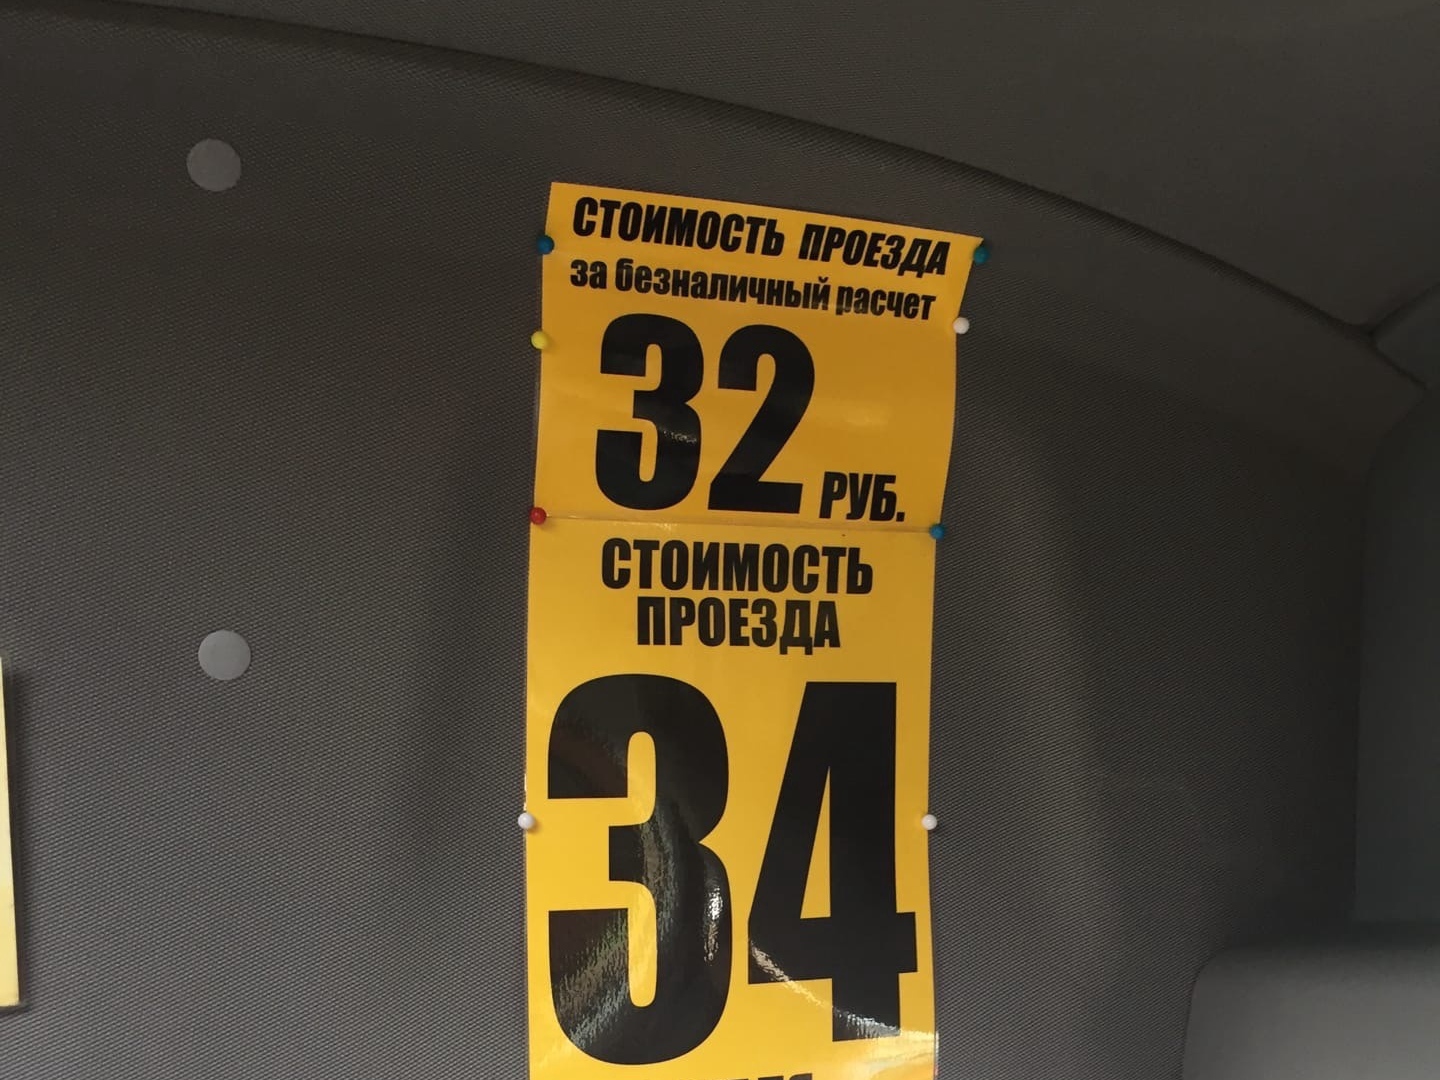 СТОИМОСТЬ ПРОЕЗДА
за безналичный расчет
32 РУБ.
СТОИМОСТЬ
ПРОЕЗДА
34